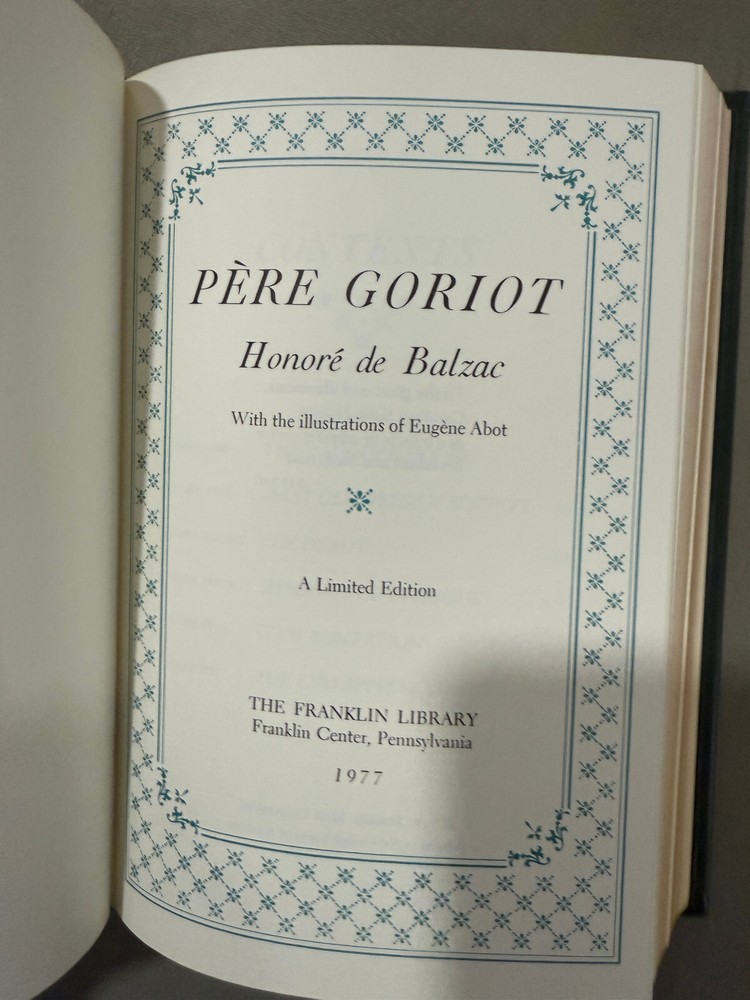 PÈRE GORIOT
Honoré de Balzac
With the illustrations of Eugène Abot
A Limited Edition
THE FRANKLIN LIBRARY
Franklin Center, Pennsylvania
1977